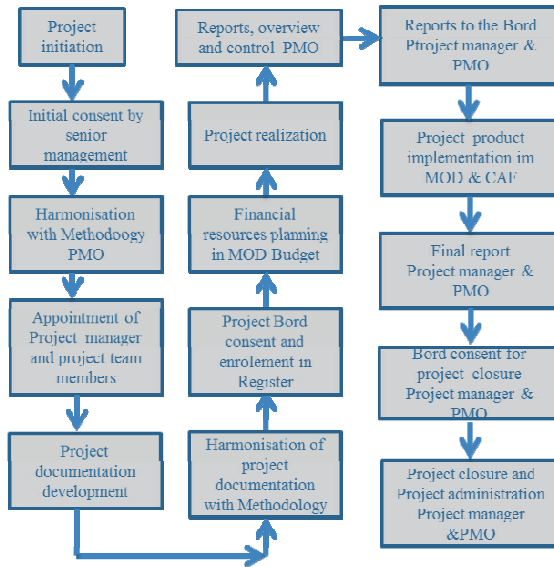 Project
initiation
Initial consent by
senior
management
Harmonisation
with Methodoogy
PMO
Appointment of
Project manager
and project team
members
Project
documentation
development
Reports, overview
and control PMO
Project realization
Financial
resources planning
in MOD Budget
Project Bord
consent and
enrolement in
Register
Harmonisation of
project
documentation
with Methodology
Reports to the Bord
Ptroject manager &
PMO
Project product
implementation im
MOD & CAF
Final report
Project manager &
PMO
Bord consent for
project closure
Project manager &
PMO
Project closure and
Project administration
Project manager
&PMO